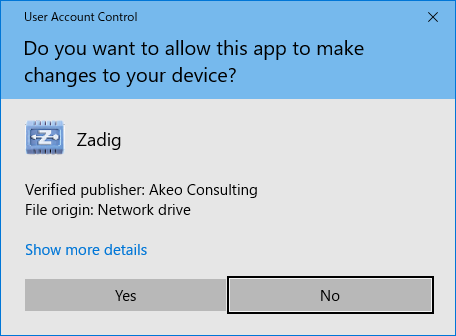 User Account Control
Do you want to allow this app to make
changes to your device?
Zadig
Verified publisher: Akeo Consulting
File origin: Network drive
Show more details
Yes No